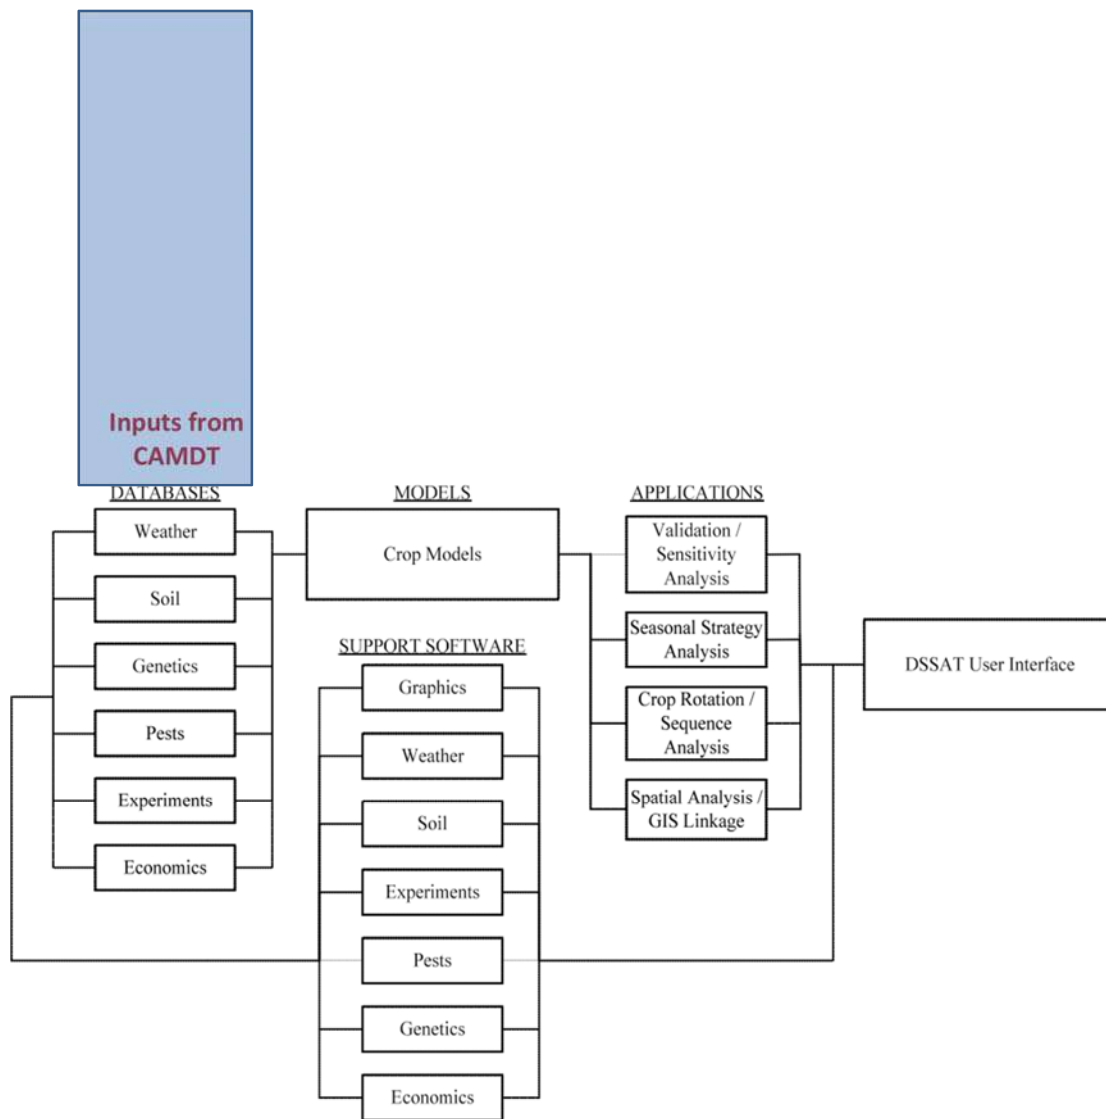 Inputs from
CAMDT
DATABASES
Weather
Soil
Genetics
Pests
Experiments
Economics
MODELS
Crop Models
SUPPORT SOFTWARE
Graphics
Weather
Soil
Experiments
Pests
Genetics
Economics
APPLICATIONS
Validation /
Sensitivity
Analysis
Seasonal Strategy
Analysis
Crop Rotation /
Sequence
Analysis
Spatial Analysis /
GIS Linkage
DSSAT User Interface